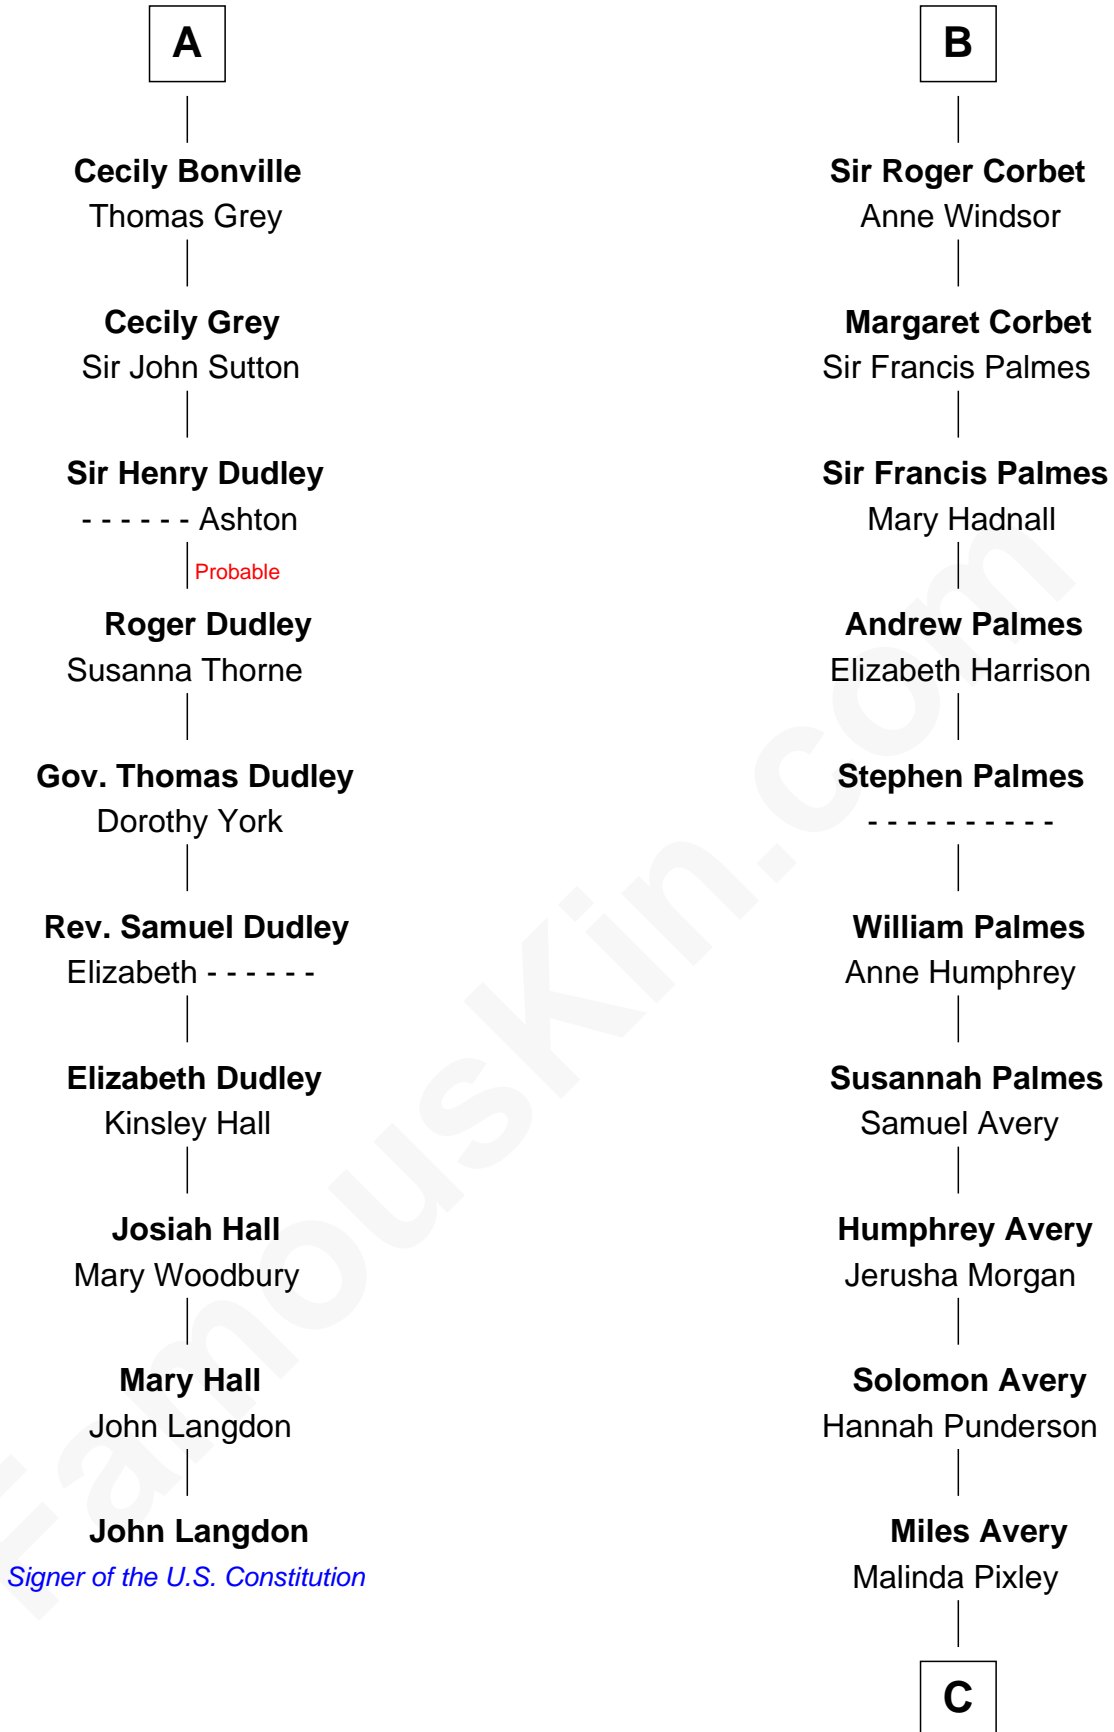 A
Cecily Bonville
Thomas Grey
Cecily Grey
Sir John Sutton
Sir Henry Dudley
- - - - - - Ashton
Probable
Roger Dudley
Susanna Thorne
Gov. Thomas Dudley
Dorothy York
Rev. Samuel Dudley
Elizabeth - - - - - -
Elizabeth Dudley
Kinsley Hall
Josiah Hall
Mary Woodbury
Mary Hall
John Langdon
John Langdon
Signer of the U.S. Constitution
B
Sir Roger Corbet
Anne Windsor
Margaret Corbet
Sir Francis Palmes
Sir Francis Palmes
Mary Hadnall
Andrew Palmes
Elizabeth Harrison
Stephen Palmes
- - - - - - - - - -
William Palmes
Anne Humphrey
Susannah Palmes
Samuel Avery
Humphrey Avery
Jerusha Morgan
Solomon Avery
Hannah Punderson
Miles Avery
Malinda Pixley
C
FamousKin.com